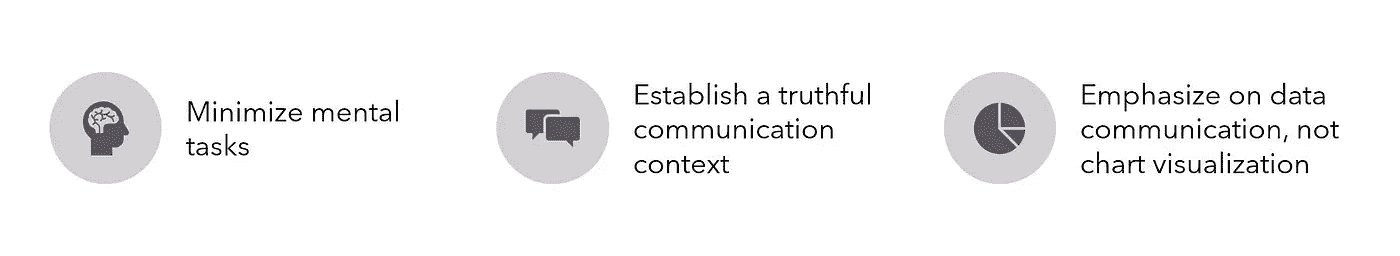 Minimize mental
tasks
Establish a truthful
communication
context
Emphasize on data
communication, not
chart visualization